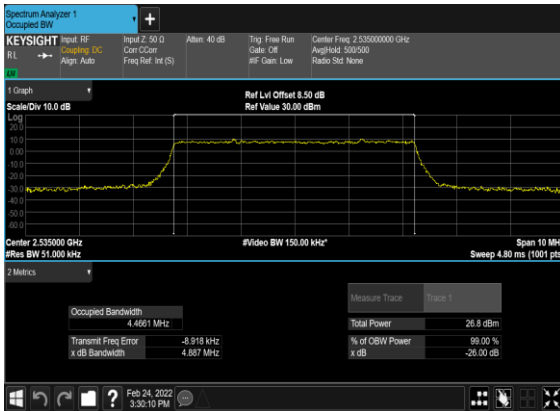 Spectrum Analyzer 1
Occupied BW
KEYSIGHT
RL
Input: RF
Coupling: DC
Align: Auto
Input Z: 50 Ω
Corr CCorr
Freq Ref: Int (S)
Atten: 40 dB
Trig: Free Run
Gate: Off
#IF Gain: Low
Center Freq: 2.535000000 GHz
Avg|Hold: 500/500
Radio Std: None
1 Graph
Scale/Div 10.0 dB
Ref Lvl Offset 8.50 dB
Ref Value 30.00 dBm
Log
20.0
10.0
0.00
-10.0
-20.0
-30.0
-40.0
-50.0
-60.0
Center 2.535000 GHz
#Res BW 51.000 kHz
#Video BW 150.00 kHz*
Span 10 MH
Sweep 4.80 ms (1001 pts
2 Metrics
Measure Trace
Trace 1
Occupied Bandwidth
4.4661 MHz
Total Power
26.8 dBm
Transmit Freq Error
-8.918 kHz
% of OBW Power
99.00 %
x dB Bandwidth
4.887 MHz
x dB
-26.00 dB
Feb 24, 2022
3:30:10 PM